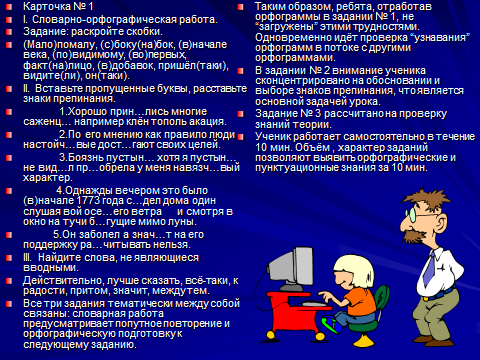 Карточка № 1
I. Словарно-орфографическая работа.
Задание: раскройте скобки.
(Мало)помалу, (с)боку(на)бок, (в)начале
века, (по)видимому, (во)первых,
факт(на)лицо, (в)добавок, пришёл(таки),
видите(ли), он(таки).
II. Вставьте пропущенные буквы, расставьте
знаки препинания.
1.Хорошо прин…лись многие
саженц… например клён тополь акация.
2.По его мнению как правило люди
настойч…вые дост…гают своих целей.
3.Боязнь пустын… хотя я пустын…
не вид…л пр…обрела у меня навязч…вый
характер.
4.Однажды вечером это было
(в)начале 1773 года с…дел дома один
слушая вой осе…его ветра и смотря в
окно на тучи б…гущие мимо луны.
5.Он заболел а знач…т на его
поддержку ра…читывать нельзя.
III. Найдите слова, не являющиеся
вводными.
Действительно, лучше сказать, всё-таки, к
радости, притом, значит, между тем.
Все три задания тематически между собой
связаны: словарная работа
предусматривает попутное повторение и
орфографическую подготовку к
следующему заданию.
Таким образом, ребята, отработав
орфограммы в задании № 1, не
“загружены” этими трудностями.
Одновременно идёт проверка “узнавания”
орфограмм в потоке с другими
орфограммами.
В задании № 2 внимание ученика
сконцентрировано на обосновании и
выборе знаков препинания, что является
основной задачей урока.
Задание № 3 рассчитано на проверку
знаний теории.
Ученик работает самостоятельно в течение
10 мин. Объём , характер заданий
позволяют выявить орфографические и
пунктуационные знания за 10 мин.